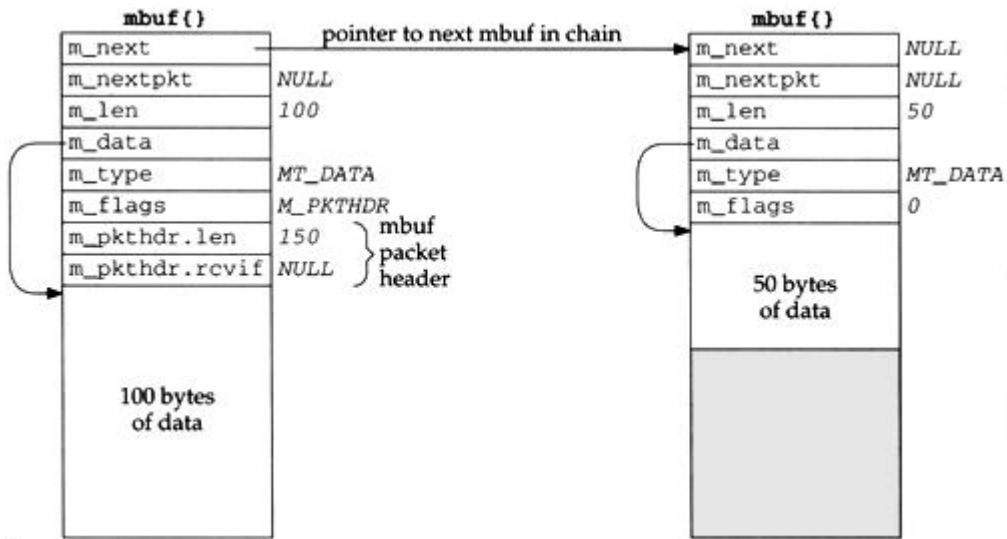 mbuf{}
m_next
pointer to next mbuf in chain
m_nextpkt NULL
m_len 100
m_data
m_type MT_DATA
m_flags M_PKTHDR
m_pkthdr.len 150
m_pkthdr.rcvif NULL
mbuf
packet
header
100 bytes
of data
mbuf{}
m_next NULL
m_nextpkt NULL
m_len 50
m_data
m_type MT_DATA
m_flags 0
50 bytes
of data